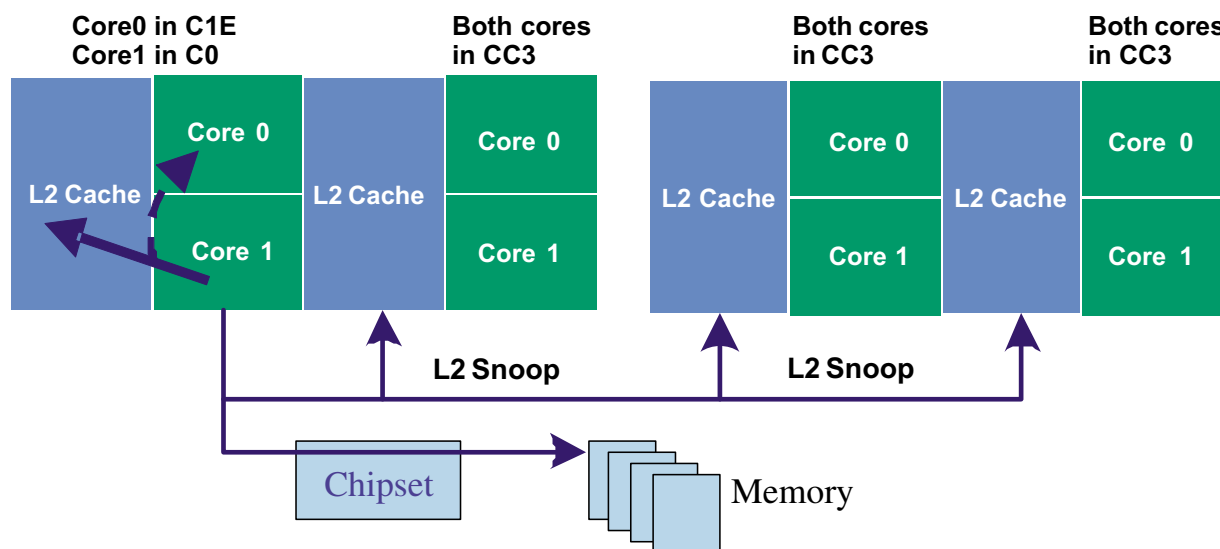 Core0 in C1E
Core1 in C0
Both cores
in CC3
Both cores
in CC3
Both cores
in CC3
L2 Cache
Core 0
Core 1
L2 Cache
Core 0
Core 1
L2 Cache
Core 0
Core 1
L2 Cache
Core 0
Core 1
L2 Snoop
L2 Snoop
Chipset
Memory